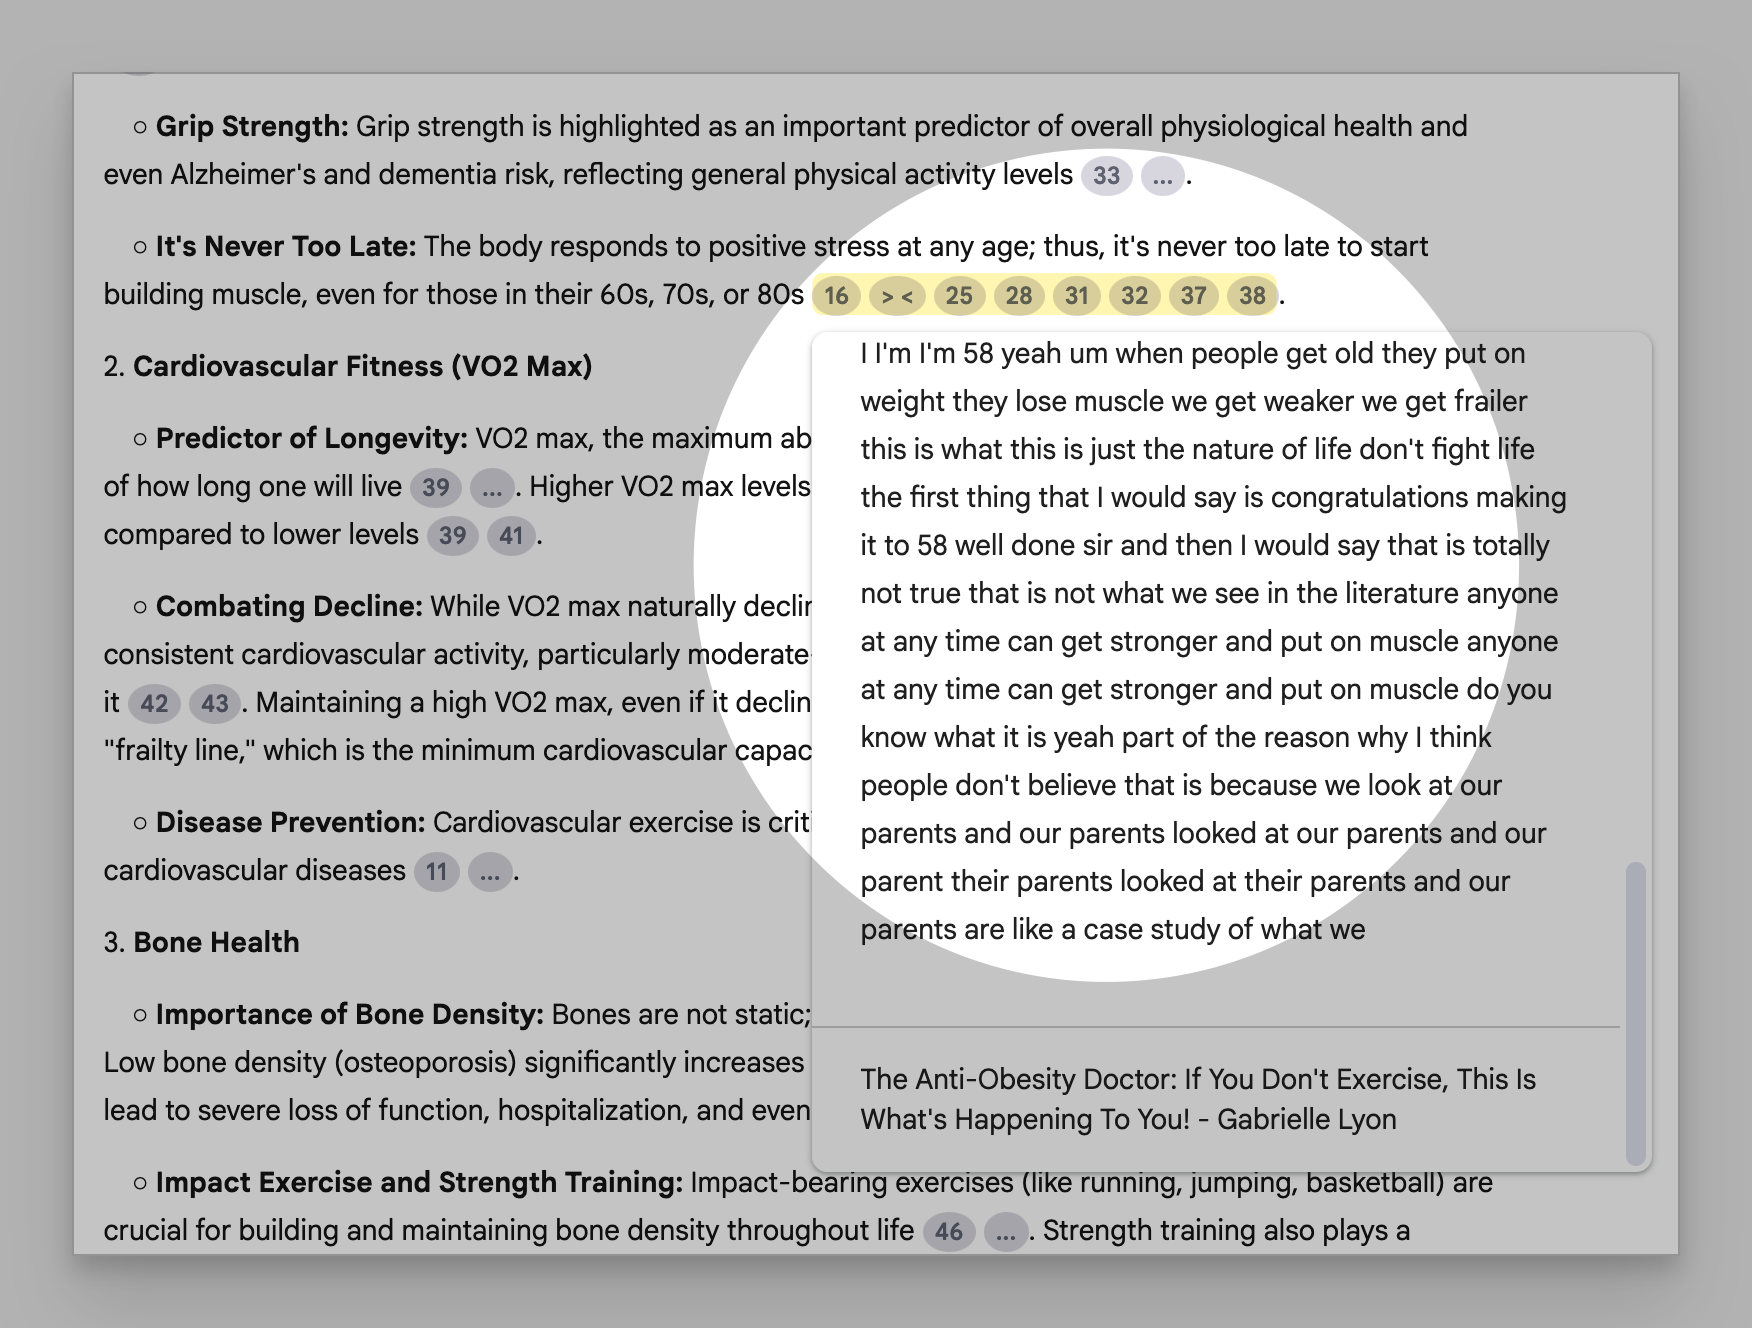 ○ Grip Strength: Grip strength is highlighted as an important predictor of overall physiological health and
even Alzheimer's and dementia risk, reflecting general physical activity levels 33 ... .
○ It's Never Too Late: The body responds to positive stress at any age; thus, it's never too late to start
building muscle, even for those in their 60s, 70s, or 80s 16 > < 25 28 31 32 37 38 .
2. Cardiovascular Fitness (VO2 Max)
○ Predictor of Longevity: VO2 max, the maximum ab
of how long one will live 39 ... . Higher VO2 max levels
compared to lower levels 39 41 .
○ Combating Decline: While VO2 max naturally declin
consistent cardiovascular activity, particularly moderate-
it 42 43 . Maintaining a high VO2 max, even if it declin
"frailty line," which is the minimum cardiovascular capac
○ Disease Prevention: Cardiovascular exercise is criti
cardiovascular diseases 11 ... .
3. Bone Health
○ Importance of Bone Density: Bones are not static;
Low bone density (osteoporosis) significantly increases
lead to severe loss of function, hospitalization, and even
○ Impact Exercise and Strength Training: Impact-bearing exercises (like running, jumping, basketball) are
crucial for building and maintaining bone density throughout life 46 ... . Strength training also plays a
I I'm I'm 58 yeah um when people get old they put on
weight they lose muscle we get weaker we get frailer
this is what this is just the nature of life don't fight life
the first thing that I would say is congratulations making
it to 58 well done sir and then I would say that is totally
not true that is not what we see in the literature anyone
at any time can get stronger and put on muscle anyone
at any time can get stronger and put on muscle do you
know what it is yeah part of the reason why I think
people don't believe that is because we look at our
parents and our parents looked at our parents and our
parent their parents looked at their parents and our
parents are like a case study of what we
The Anti-Obesity Doctor: If You Don't Exercise, This Is
What's Happening To You! - Gabrielle Lyon